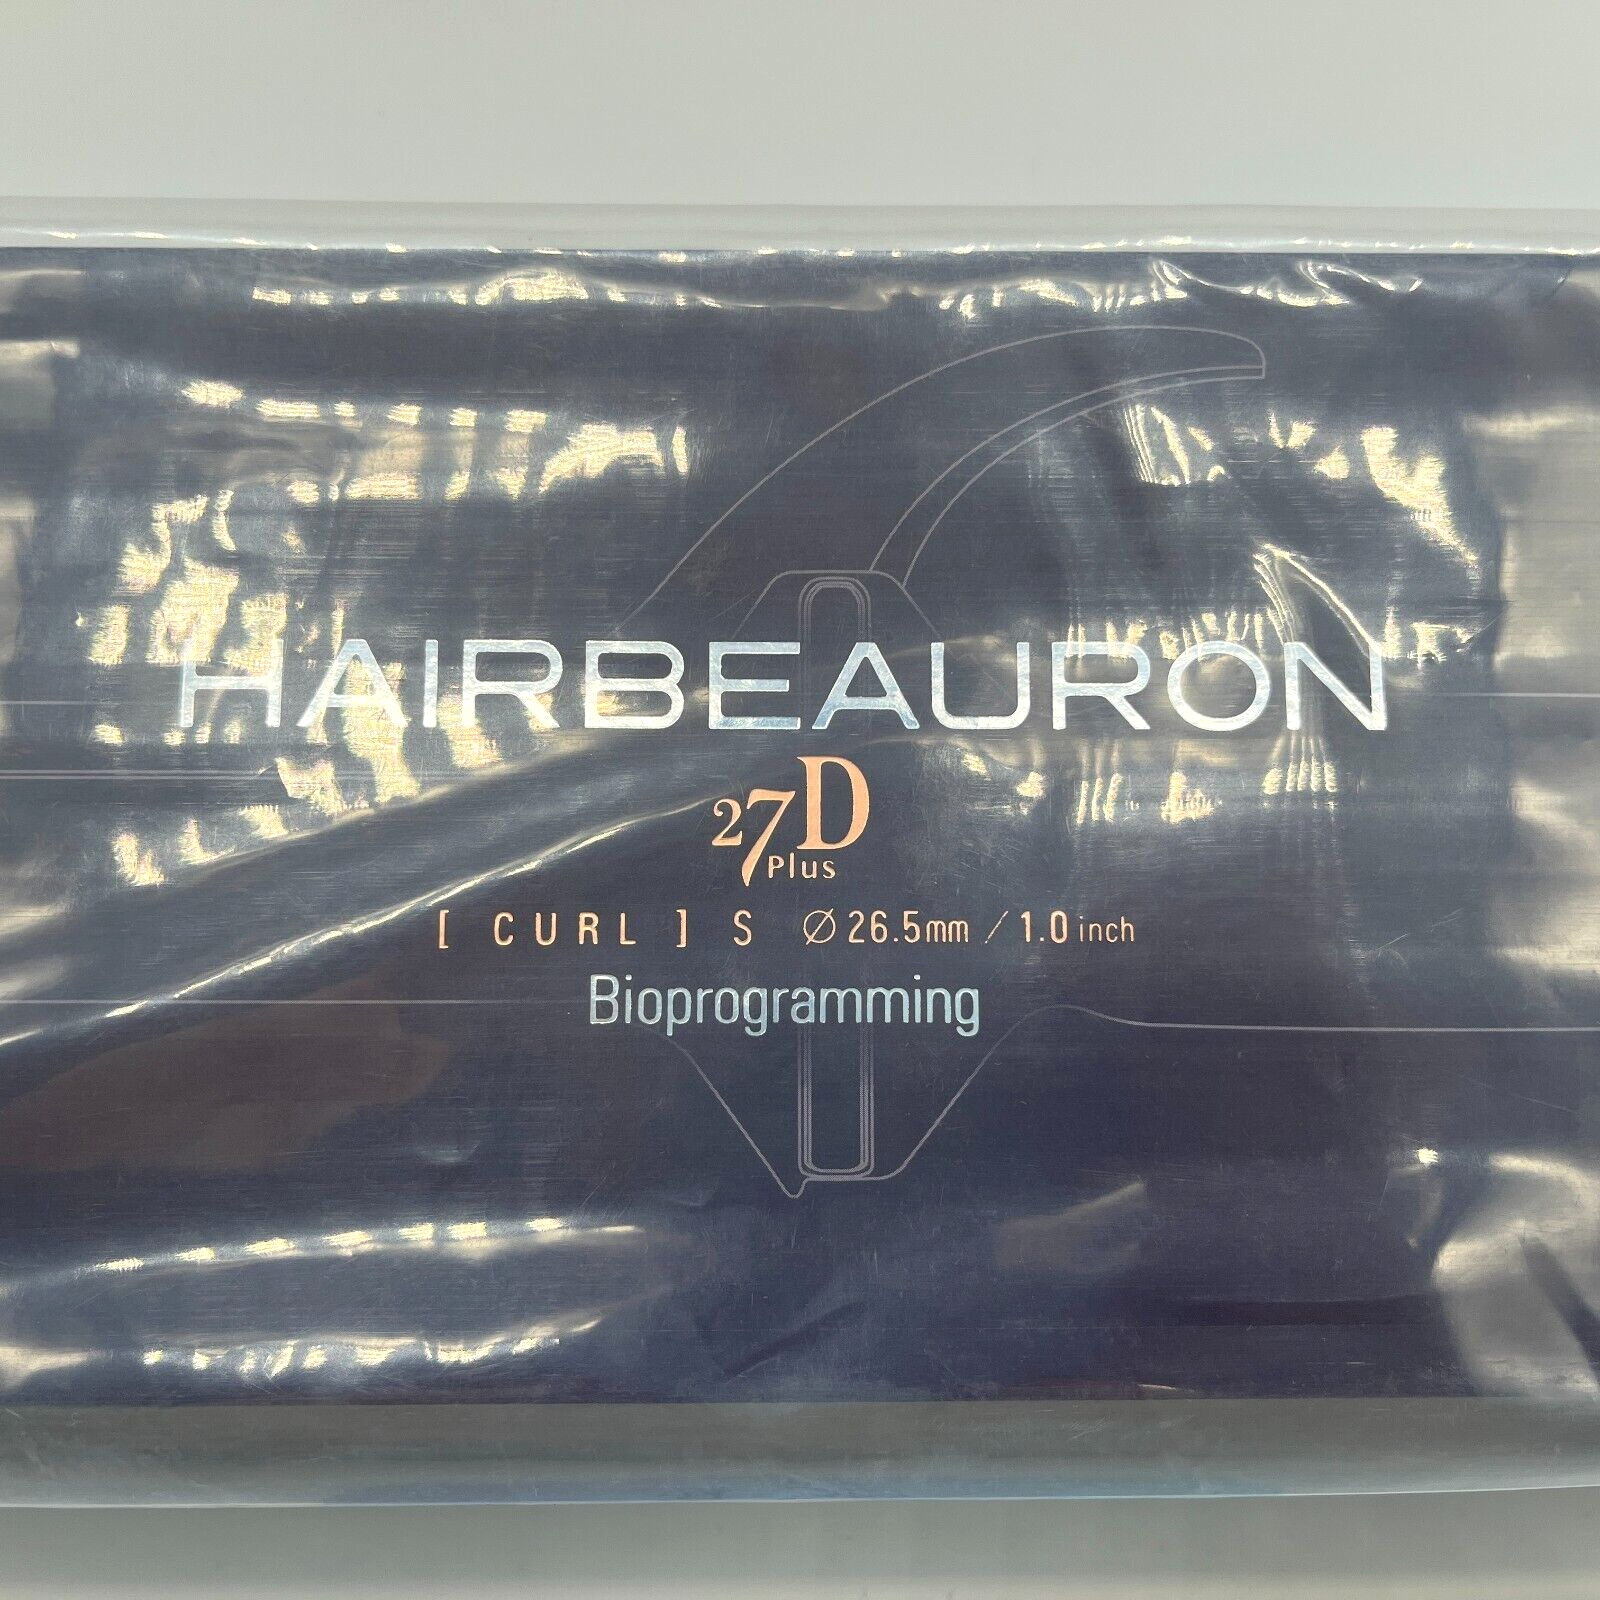 HAIRBEAURON
27D
Plus
[ CURL ] S Ø 26.5mm / 1.0 inch
Bioprogramming